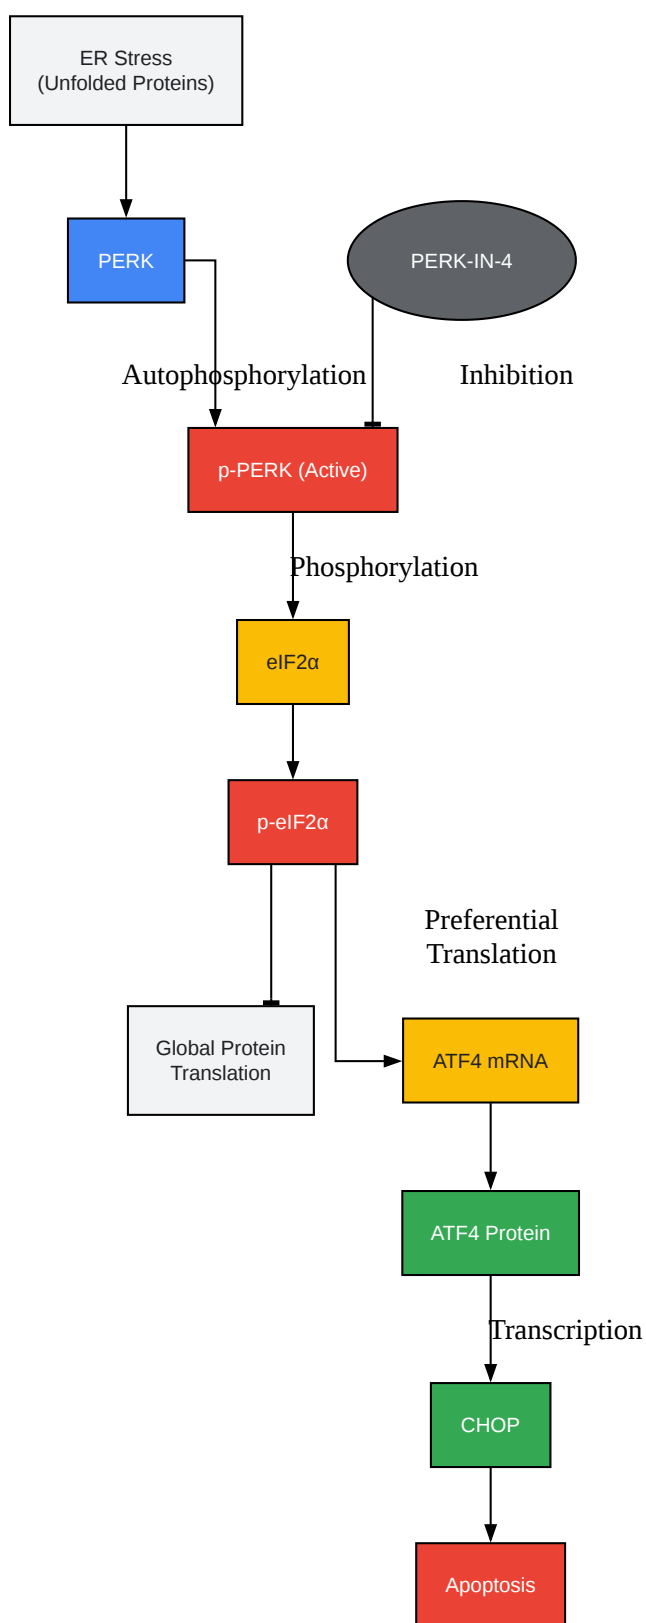 ER Stress
(Unfolded Proteins)
PERK
PERK-IN-4
Autophosphorylation
Inhibition
p-PERK (Active)
Phosphorylation
eIF2α
p-eIF2α
Preferential
Translation
Global Protein
Translation
ATF4 mRNA
ATF4 Protein
Transcription
CHOP
Apoptosis